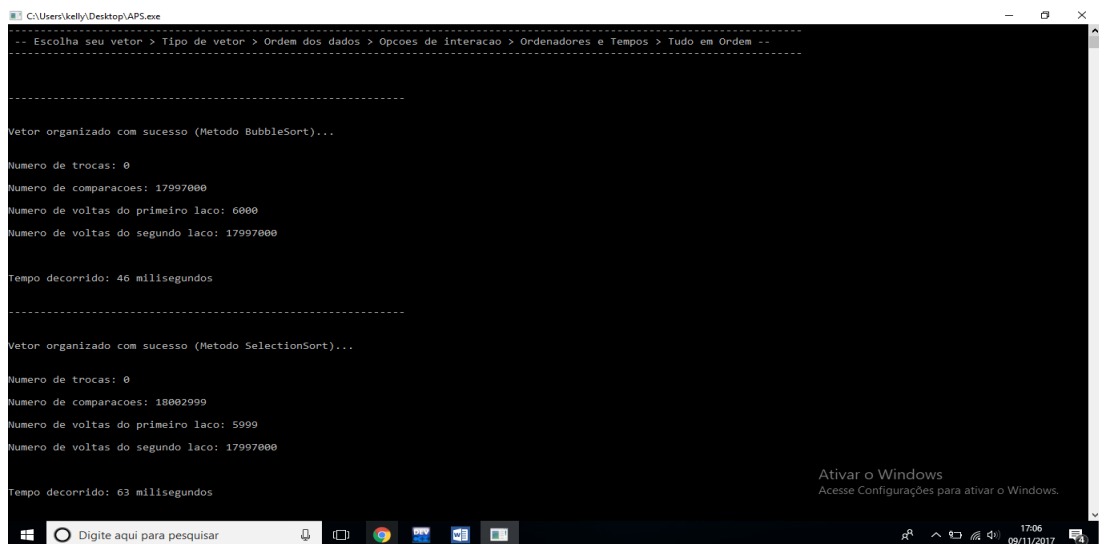 C:\Users\kelly\Desktop\APS.exe
-- Escolha seu vetor > Tipo de vetor > Ordem dos dados > Opcoes de interacao > Ordenadores e Tempos > Tudo em Ordem --
Vetor organizado com sucesso (Metodo BubbleSort)...
Numero de trocas: 0
Numero de comparacoes: 17997000
Numero de voltas do primeiro laco: 6000
Numero de voltas do segundo laco: 17997000
Tempo decorrido: 46 milisegundos
Vetor organizado com sucesso (Metodo SelectionSort)...
Numero de trocas: 0
Numero de comparacoes: 18002999
Numero de voltas do primeiro laco: 5999
Numero de voltas do segundo laco: 17997000
Tempo decorrido: 63 milisegundos
Ativar o Windows
Acesse Configurações para ativar o Windows.
Digite aqui para pesquisar
DEV
17:06
09/11/2017
4